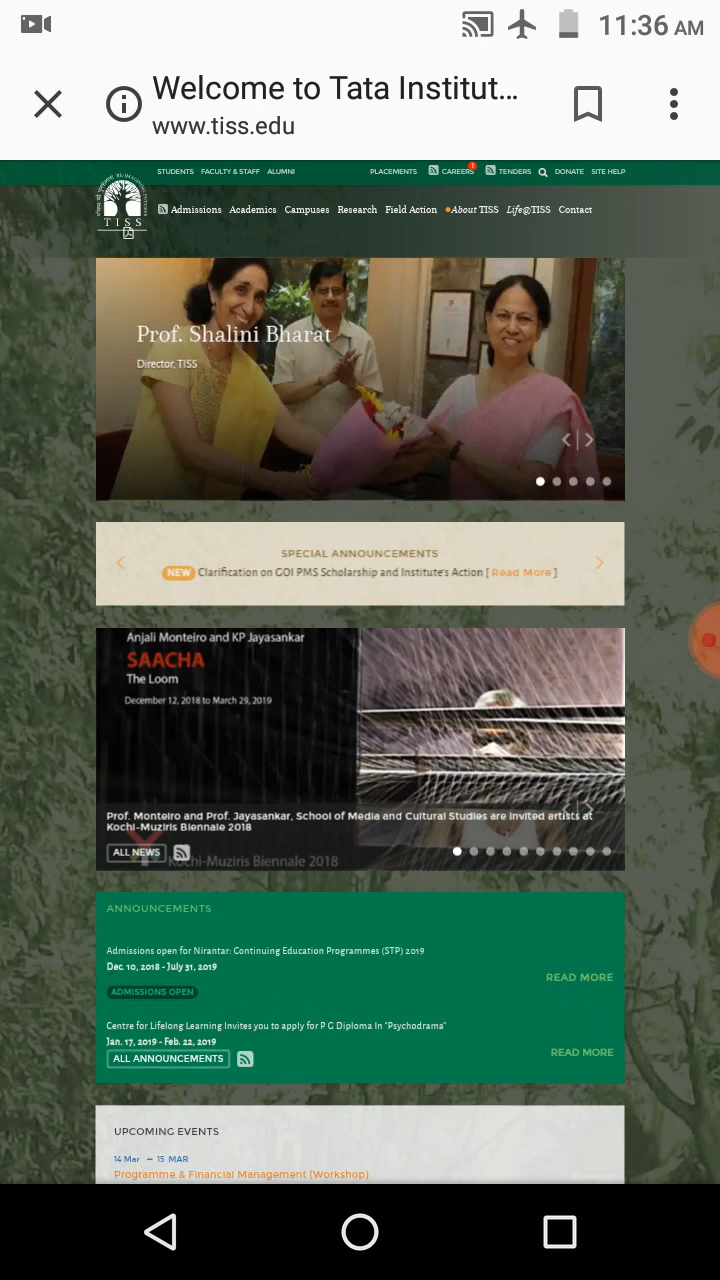 11:36 AM
Welcome to Tata Institut...
www.tiss.edu
STUDENTS FACULTY & STAFF ALUMNI PLACEMENTS CAREERS 1 TENDERS DONATE SITE HELP
TISS
Admissions Academics Campuses Research Field Action About TISS Life@TISS Contact
Prof. Shalini Bharat
Director, TISS
SPECIAL ANNOUNCEMENTS
NEW Clarification on GOI PMS Scholarship and Institute's Action [ Read More ]
Anjali Monteiro and KP Jayasankar
SAACHA
The Loom
December 12, 2018 to March 29, 2019
Prof. Monteiro and Prof. Jayasankar, School of Media and Cultural Studies are invited artists at
Kochi-Muziris Biennale 2018
ALL NEWS
Kochi-Muziris Biennale 2018
ANNOUNCEMENTS
Admissions open for Nirantar: Continuing Education Programmes (STP) 2019
Dec. 10, 2018 - July 31, 2019
READ MORE
ADMISSIONS OPEN
Centre for Lifelong Learning Invites you to apply for P G Diploma In "Psychodrama"
Jan. 17, 2019 - Feb. 22, 2019
READ MORE
ALL ANNOUNCEMENTS
UPCOMING EVENTS
14 Mar – 15 MAR
Programme & Financial Management (Workshop)